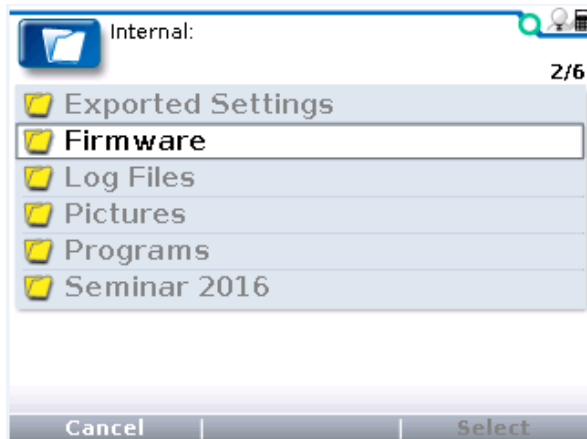 Internal:
2/6
Exported Settings
Firmware
Log Files
Pictures
Programs
Seminar 2016
Cancel
Select